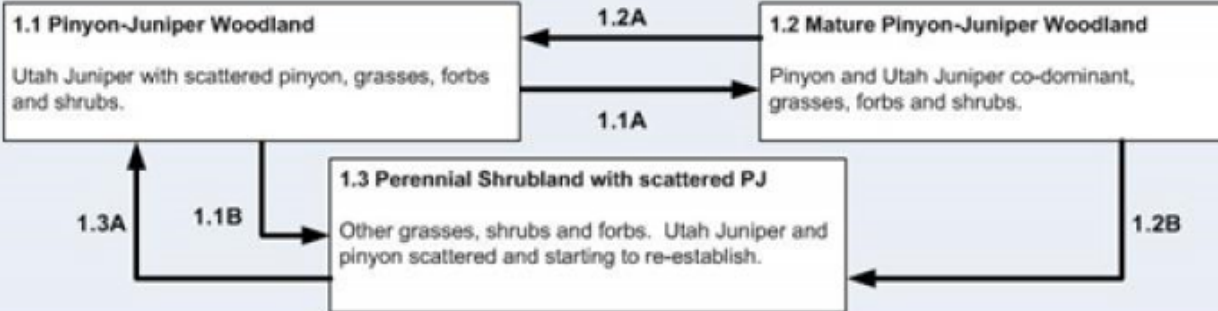 1.1 Pinyon-Juniper Woodland
Utah Juniper with scattered pinyon, grasses, forbs
and shrubs.
1.2A
1.1A
1.2 Mature Pinyon-Juniper Woodland
Pinyon and Utah Juniper co-dominant,
grasses, forbs and shrubs.
1.3A
1.1B
1.3 Perennial Shrubland with scattered PJ
Other grasses, shrubs and forbs. Utah Juniper and
pinyon scattered and starting to re-establish.
1.2B